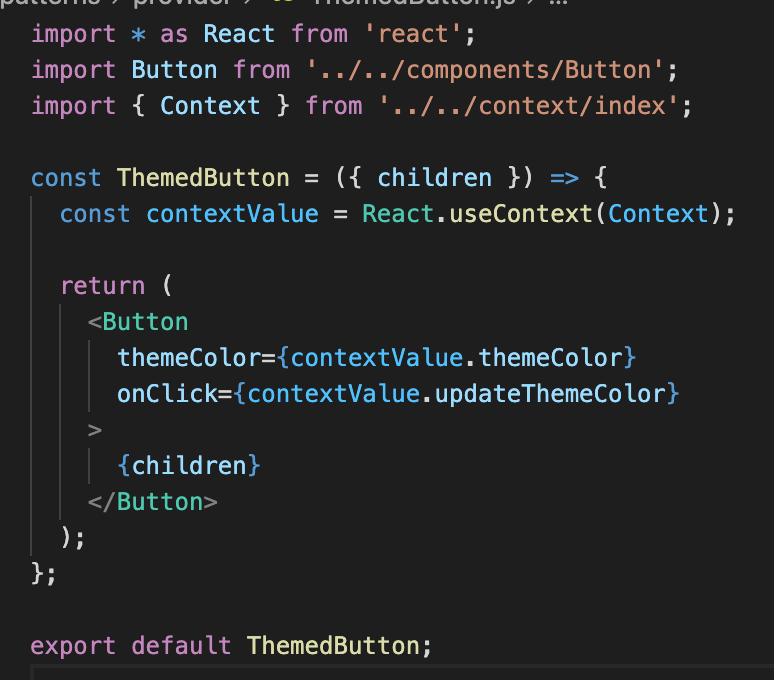 patterns > provider > ThemedButton.js > ...
import * as React from 'react';
import Button from '../../components/Button';
import { Context } from '../../context/index';
const ThemedButton = ({ children }) => {
const contextValue = React.useContext(Context);
return (
<Button
themeColor={contextValue.themeColor}
onClick={contextValue.updateThemeColor}
>
{children}
</Button>
);
};
export default ThemedButton;